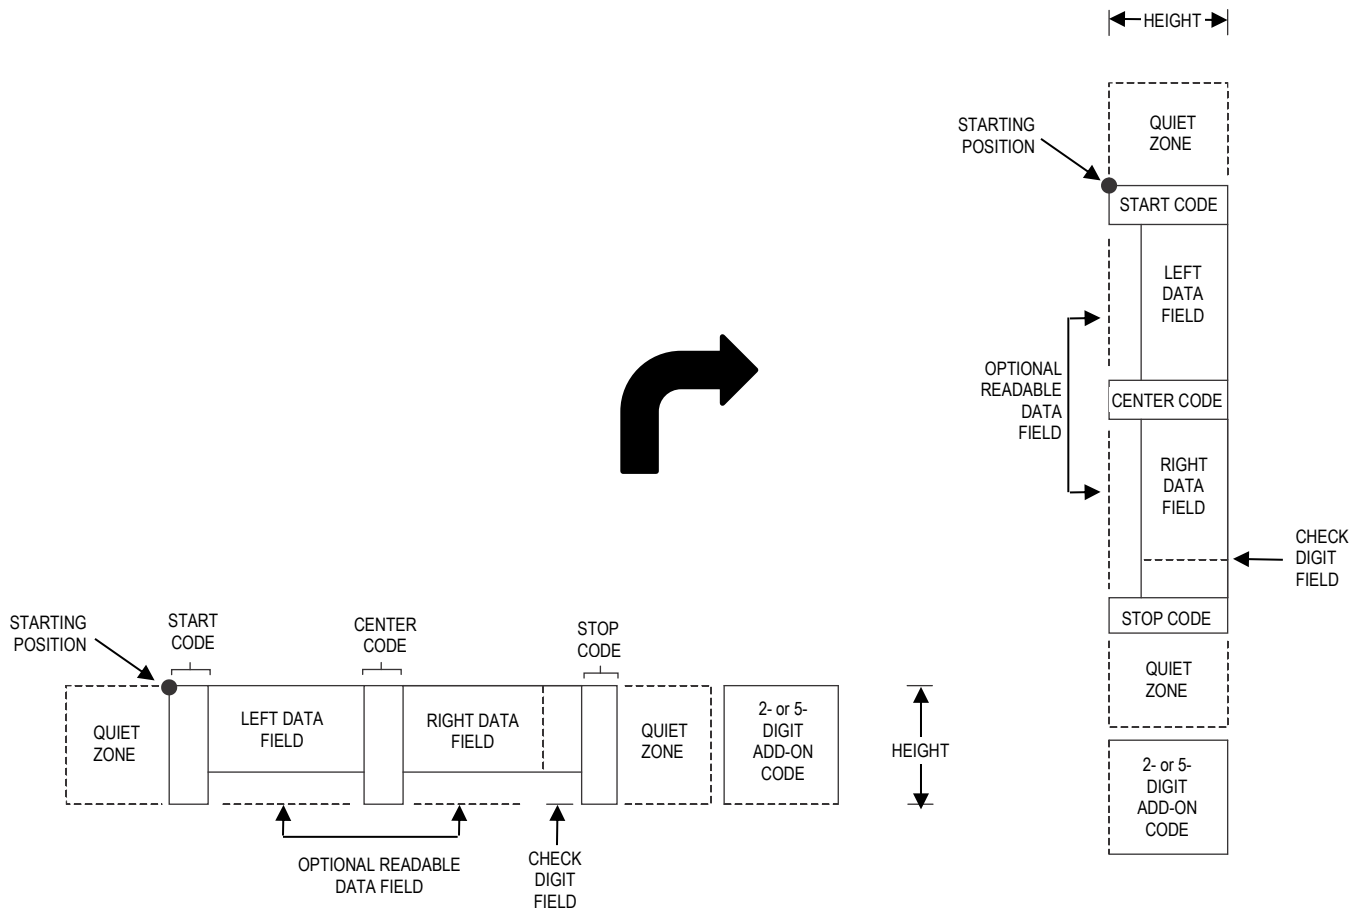 HEIGHT
QUIET
ZONE
STARTING
POSITION
START CODE
LEFT
DATA
FIELD
OPTIONAL
READABLE
DATA
FIELD
CENTER CODE
RIGHT
DATA
FIELD
CHECK
DIGIT
FIELD
STOP CODE
QUIET
ZONE
2- or 5-
DIGIT
ADD-ON
CODE
STARTING
POSITION
START
CODE
CENTER
CODE
STOP
CODE
QUIET
ZONE
LEFT DATA
FIELD
RIGHT DATA
FIELD
QUIET
ZONE
2- or 5-
DIGIT
ADD-ON
CODE
HEIGHT
OPTIONAL READABLE
DATA FIELD
CHECK
DIGIT
FIELD